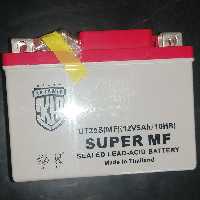 UTZ5S(MF)(12V5Ah/10HR)
SUPER MF
SEALED LEAD-ACID BATTERY
Made in Thailand